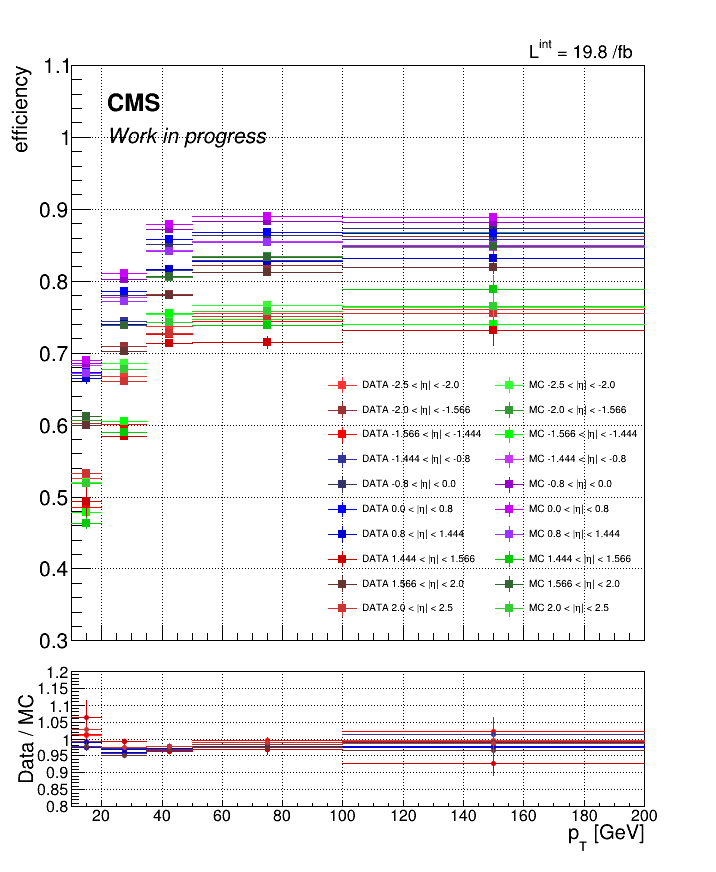 L^int = 19.8 /fb
efficiency
1.1
1
0.9
0.8
0.7
0.6
0.5
0.4
0.3
CMS
Work in progress
DATA -2.5 < |η| < -2.0 MC -2.5 < |η| < -2.0
DATA -2.0 < |η| < -1.566 MC -2.0 < |η| < -1.566
DATA -1.566 < |η| < -1.444 MC -1.566 < |η| < -1.444
DATA -1.444 < |η| < -0.8 MC -1.444 < |η| < -0.8
DATA -0.8 < |η| < 0.0 MC -0.8 < |η| < 0.0
DATA 0.0 < |η| < 0.8 MC 0.0 < |η| < 0.8
DATA 0.8 < |η| < 1.444 MC 0.8 < |η| < 1.444
DATA 1.444 < |η| < 1.566 MC 1.444 < |η| < 1.566
DATA 1.566 < |η| < 2.0 MC 1.566 < |η| < 2.0
DATA 2.0 < |η| < 2.5 MC 2.0 < |η| < 2.5
Data / MC
1.2
1.15
1.1
1.05
1
0.95
0.9
0.85
0.8
20 40 60 80 100 120 140 160 180 200
p_T [GeV]